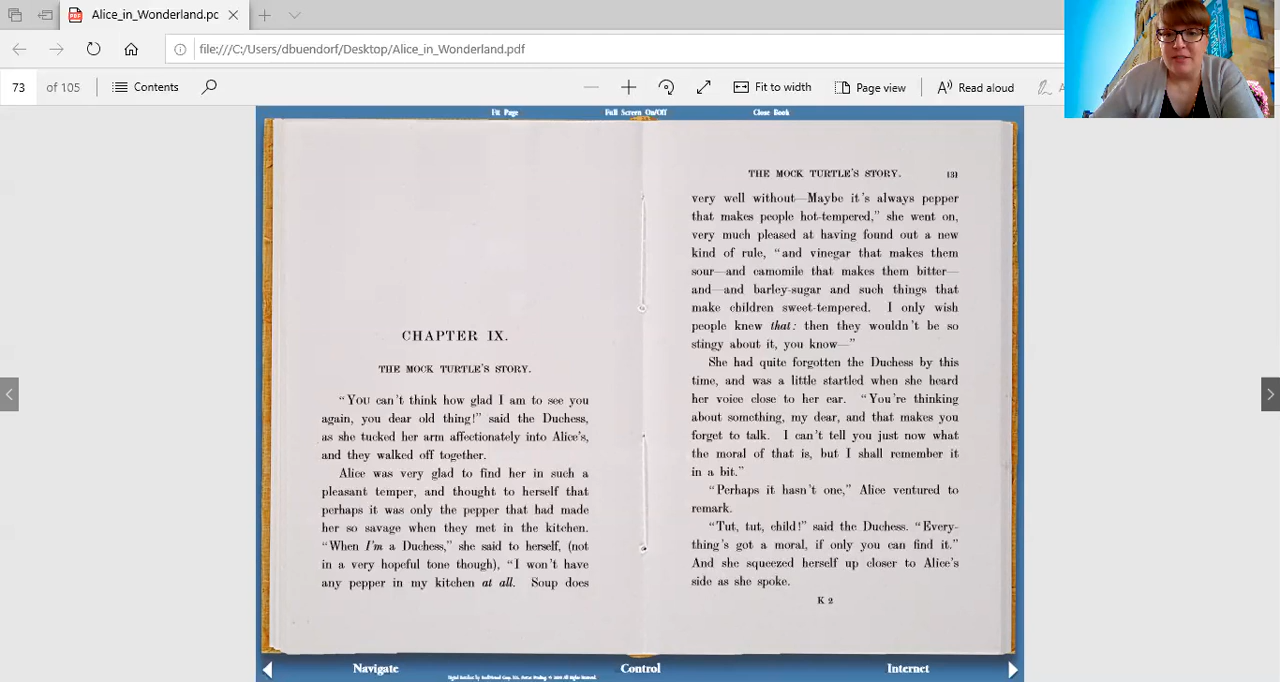 Alice_in_Wonderland.pc
file:///C:/Users/dbuendorf/Desktop/Alice_in_Wonderland.pdf
73 of 105 Contents Fit to width Page view Read aloud
Fit Page Full Screen On/Off Close Book
CHAPTER IX.
THE MOCK TURTLE'S STORY.
"YOU can't think how glad I am to see you
again, you dear old thing!" said the Duchess,
as she tucked her arm affectionately into Alice's,
and they walked off together.
Alice was very glad to find her in such a
pleasant temper, and thought to herself that
perhaps it was only the pepper that had made
her so savage when they met in the kitchen.
"When I'm a Duchess," she said to herself, (not
in a very hopeful tone though), "I won't have
any pepper in my kitchen at all. Soup does
THE MOCK TURTLE'S STORY. 131
very well without—Maybe it's always pepper
that makes people hot-tempered," she went on,
very much pleased at having found out a new
kind of rule, "and vinegar that makes them
sour—and camomile that makes them bitter—
and—and barley-sugar and such things that
make children sweet-tempered. I only wish
people knew that: then they wouldn't be so
stingy about it, you know—"
She had quite forgotten the Duchess by this
time, and was a little startled when she heard
her voice close to her ear. "You're thinking
about something, my dear, and that makes you
forget to talk. I can't tell you just now what
the moral of that is, but I shall remember it
in a bit."
"Perhaps it hasn't one," Alice ventured to
remark.
"Tut, tut, child!" said the Duchess. "Every-
thing's got a moral, if only you can find it."
And she squeezed herself up closer to Alice's
side as she spoke.
K 2
Navigate Control Internet